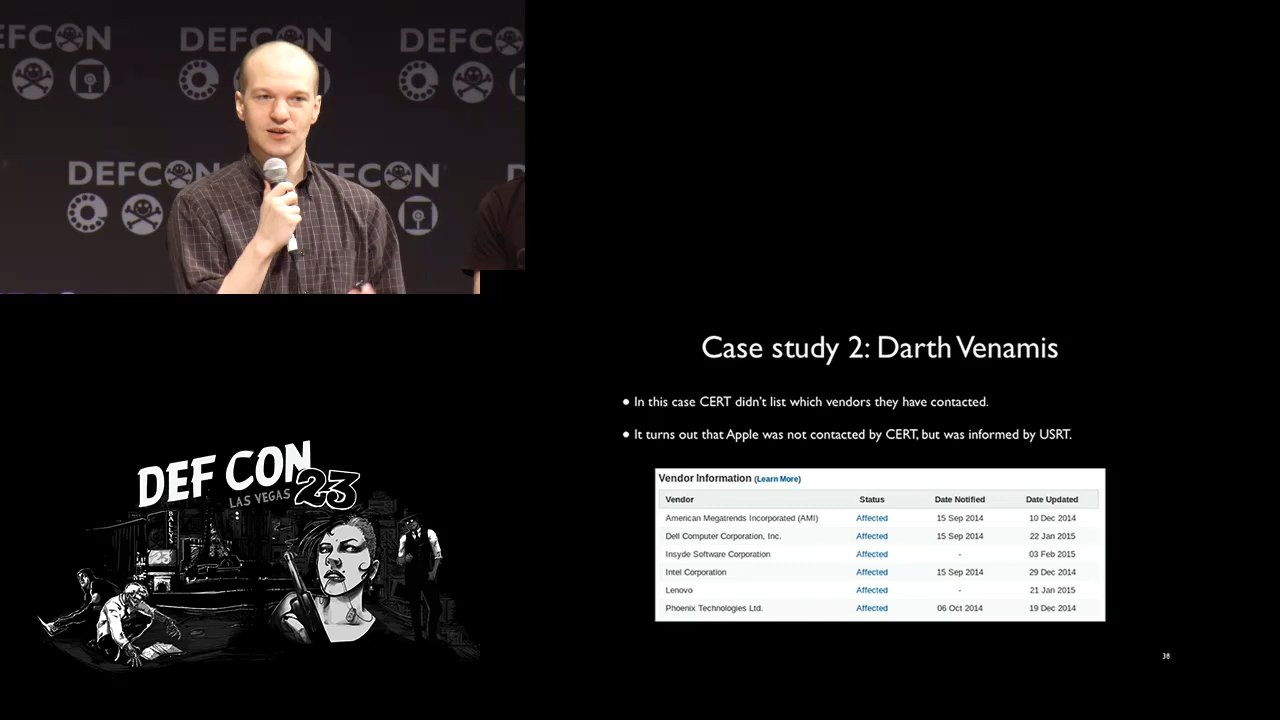 DEFCON DEFCON
DEFCON
Case study 2: Darth Venamis
• In this case CERT didn't list which vendors they have contacted.
• It turns out that Apple was not contacted by CERT, but was informed by USRT.
Vendor Information (Learn More)
Vendor Status Date Notified Date Updated
American Megatrends Incorporated (AMI) Affected 15 Sep 2014 10 Dec 2014
Dell Computer Corporation, Inc. Affected 15 Sep 2014 22 Jan 2015
Insyde Software Corporation Affected - 03 Feb 2015
Intel Corporation Affected 15 Sep 2014 29 Dec 2014
Lenovo Affected - 21 Jan 2015
Phoenix Technologies Ltd. Affected 06 Oct 2014 19 Dec 2014
38
DEF CON 23
LAS VEGAS
BALLYS